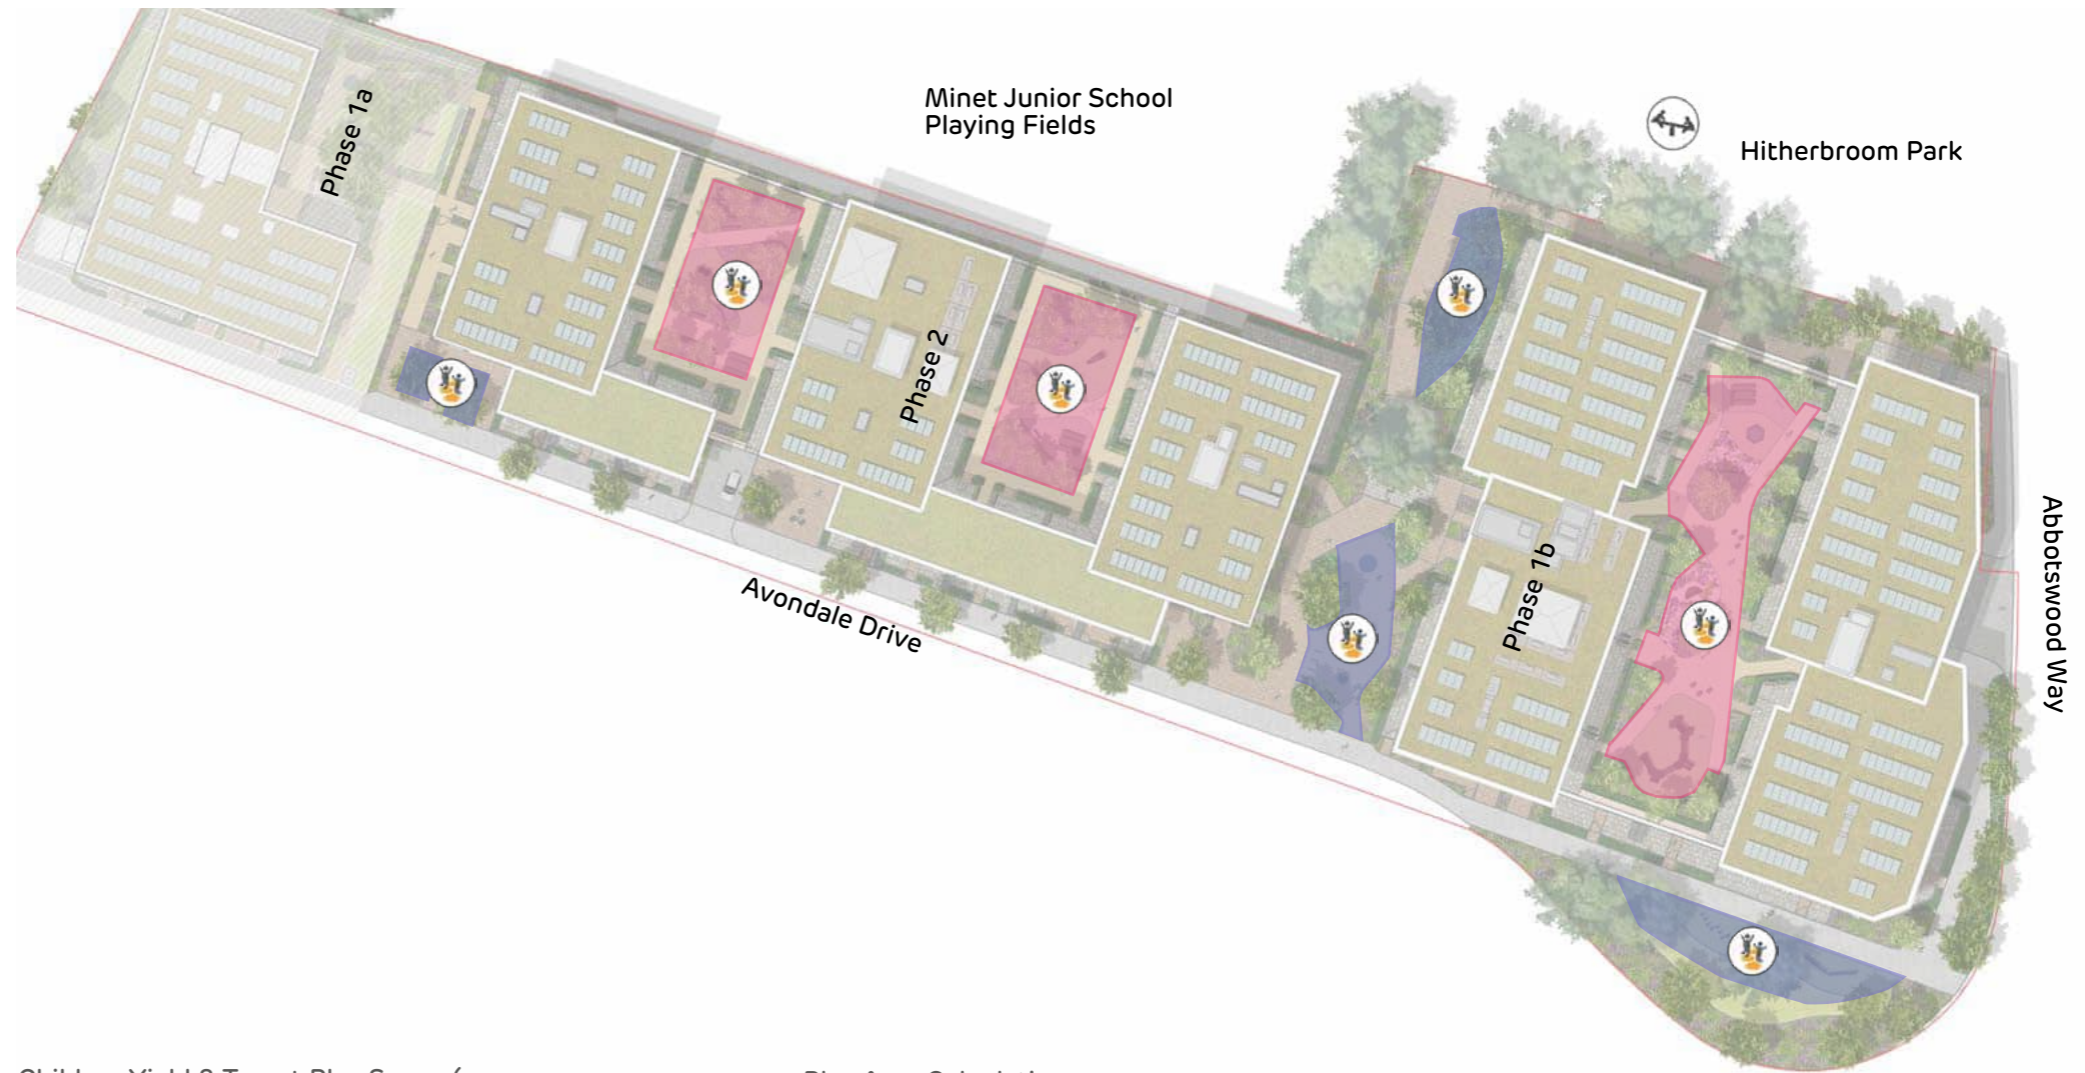 Minet Junior School
Playing Fields
Hitherbroom Park
Phase 1a
Phase 2
Phase 1b
Abbotswood Way
Avondale Drive